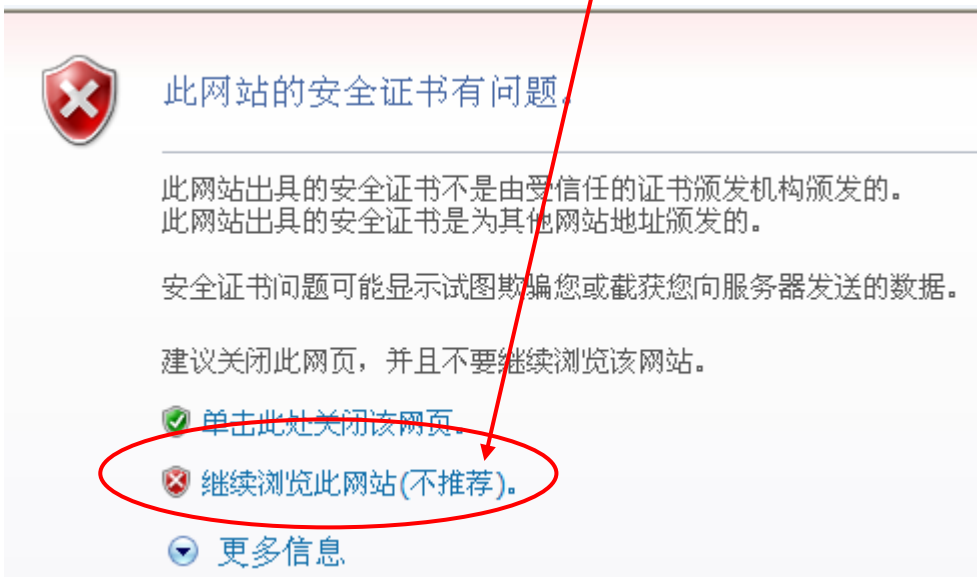 此网站的安全证书有问题。
此网站出具的安全证书不是由受信任的证书颁发机构颁发的。
此网站出具的安全证书是为其他网站地址颁发的。
安全证书问题可能显示试图欺骗您或截获您向服务器发送的数据。
建议关闭此网页，并且不要继续浏览该网站。
单击此处关闭该网页。
继续浏览此网站(不推荐)。
更多信息